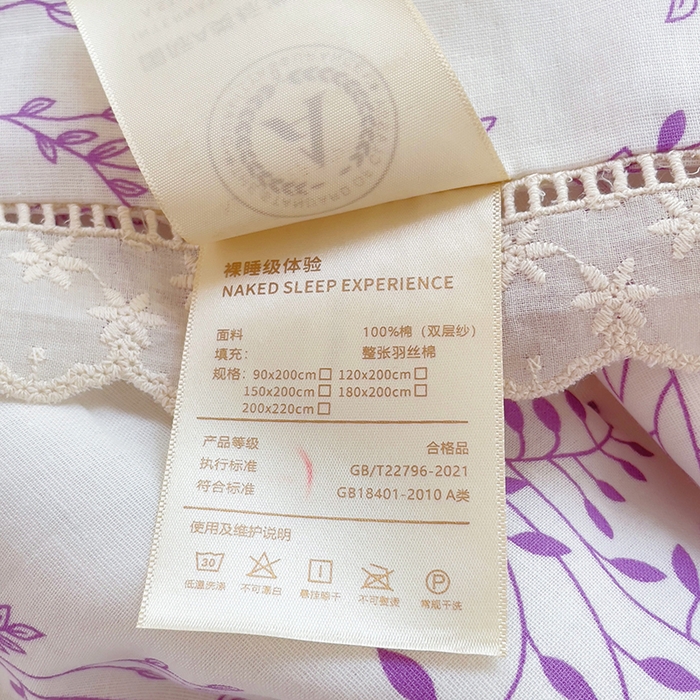 裸睡级体验
NAKED SLEEP EXPERIENCE
面料 100%棉（双层纱）
填充： 整张羽丝棉
规格：90x200cm□ 120x200cm□
150x200cm□ 180x200cm□
200x220cm□
产品等级 合格品
执行标准 GB/T22796-2021
符合标准 GB18401-2010 A类
使用及维护说明
30
P
低温洗涤 不可漂白 悬挂晾干 不可熨烫 常规干洗